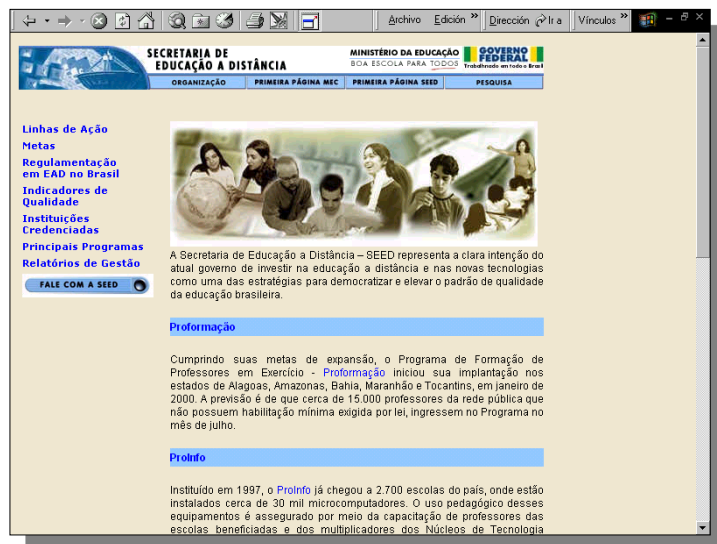 Archivo Edición » Dirección Ir a Vínculos »
SECRETARIA DE
EDUCAÇÃO A DISTÂNCIA
MINISTÉRIO DA EDUCAÇÃO
BOA ESCOLA PARA TODOS
GOVERNO
FEDERAL
Trabalhando em todo o Brasil
ORGANIZAÇÃO PRIMEIRA PÁGINA MEC PRIMEIRA PÁGINA SEED PESQUISA
Linhas de Ação
Metas
Regulamentação
em EAD no Brasil
Indicadores de
Qualidade
Instituições
Credenciadas
Principais Programas
Relatórios de Gestão
FALE COM A SEED
A Secretaria de Educação a Distância – SEED representa a clara intenção do
atual governo de investir na educação a distância e nas novas tecnologias
como uma das estratégias para democratizar e elevar o padrão de qualidade
da educação brasileira.
Proformação
Cumprindo suas metas de expansão, o Programa de Formação de
Professores em Exercício - Proformação iniciou sua implantação nos
estados de Alagoas, Amazonas, Bahia, Maranhão e Tocantins, em janeiro de
2000. A previsão é de que cerca de 15.000 professores da rede pública que
não possuem habilitação mínima exigida por lei, ingressem no Programa no
mês de julho.
ProInfo
Instituído em 1997, o ProInfo já chegou a 2.700 escolas do país, onde estão
instalados cerca de 30 mil microcomputadores. O uso pedagógico desses
equipamentos é assegurado por meio da capacitação de professores das
escolas beneficiadas e dos multiplicadores dos Núcleos de Tecnologia